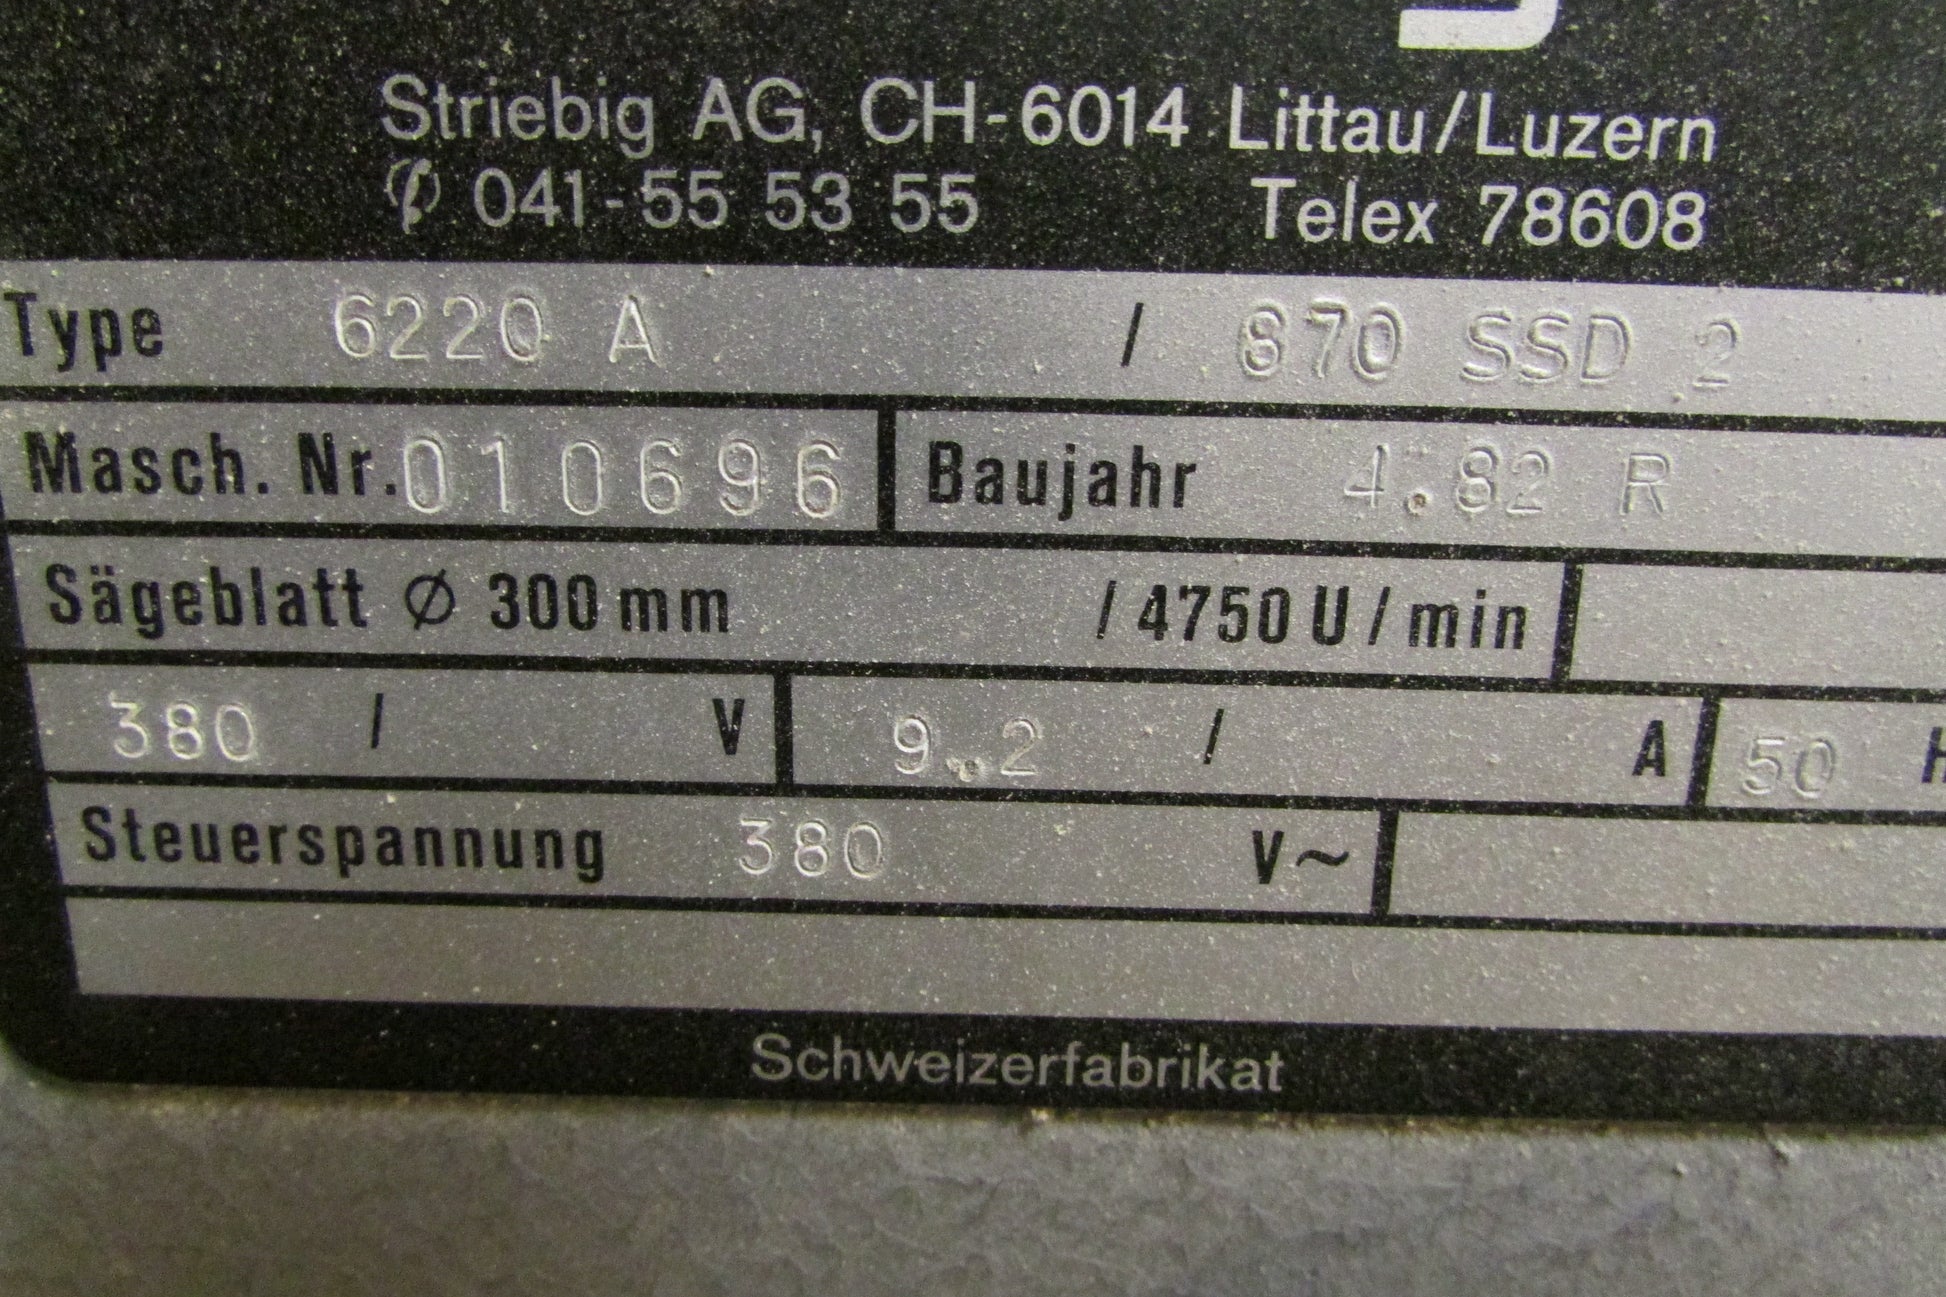 Striebig AG, CH-6014 Littau/Luzern
041-55 53 55 Telex 78608
Type 6220 A / 870 SSD 2
Masch. Nr. 010696 Baujahr 4.82 R
Sägeblatt Ø 300 mm / 4750 U/min
380 / V 9.2 / A 50
Steuerspannung 380 V~
Schweizerfabrikat